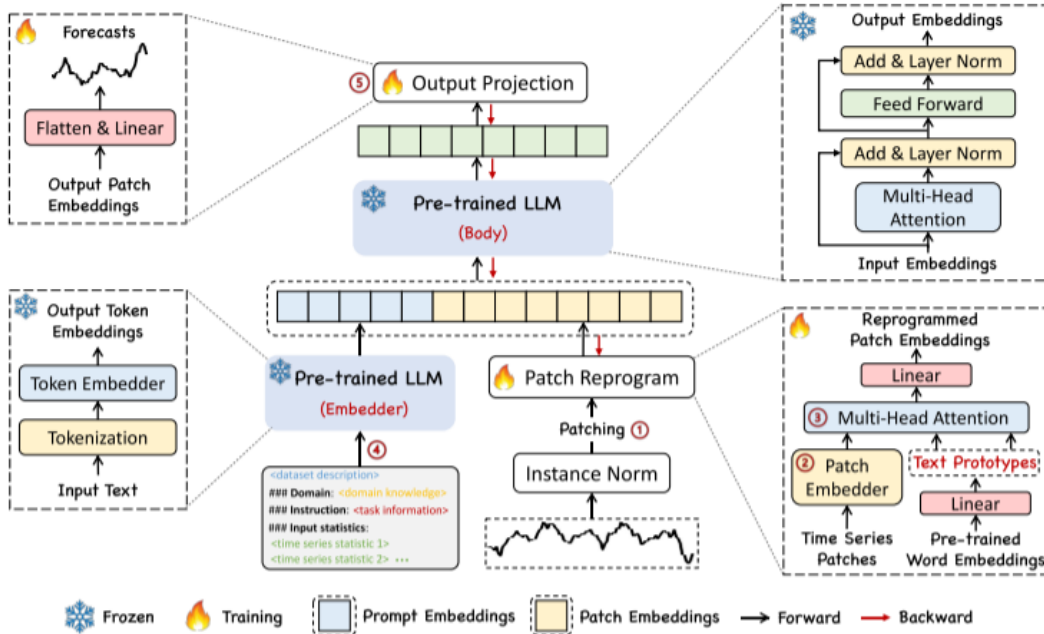 Forecasts
Flatten & Linear
Output Patch
Embeddings
⑤
Output Projection
Pre-trained LLM
(Body)
Output Embeddings
Add & Layer Norm
Feed Forward
Add & Layer Norm
Multi-Head
Attention
Input Embeddings
Output Token
Embeddings
Token Embedder
Tokenization
Input Text
Pre-trained LLM
(Embedder)
④
<dataset description>
### Domain: <domain knowledge>
### Instruction: <task information>
### Input statistics:
<time series statistic 1>
<time series statistic 2> ...
Patch Reprogram
Patching ①
Instance Norm
Reprogrammed
Patch Embeddings
Linear
③ Multi-Head Attention
② Patch
Embedder
Text Prototypes
Linear
Time Series
Patches
Pre-trained
Word Embeddings
Frozen
Training
Prompt Embeddings
Patch Embeddings
Forward
Backward